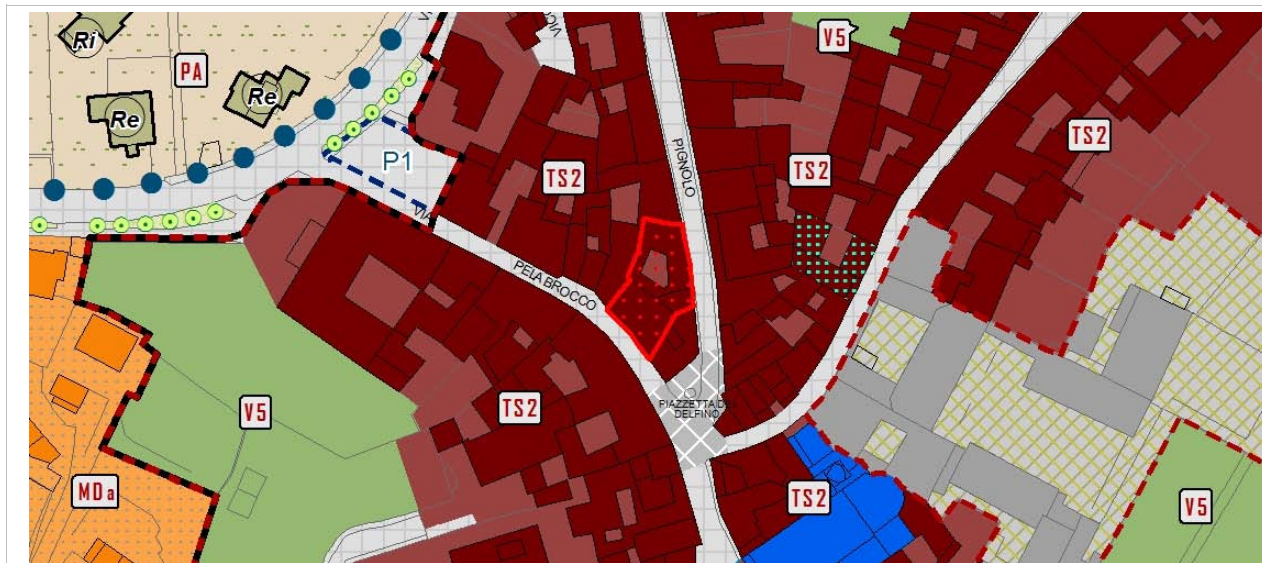 V5
Ri
PA
Re
Re
P1
TS2
PIGNOLO
TS2
TS2
VIA
PELABROCCO
PIAZZETTA DEL
DELFINO
V5
TS2
MDa
TS2
V5